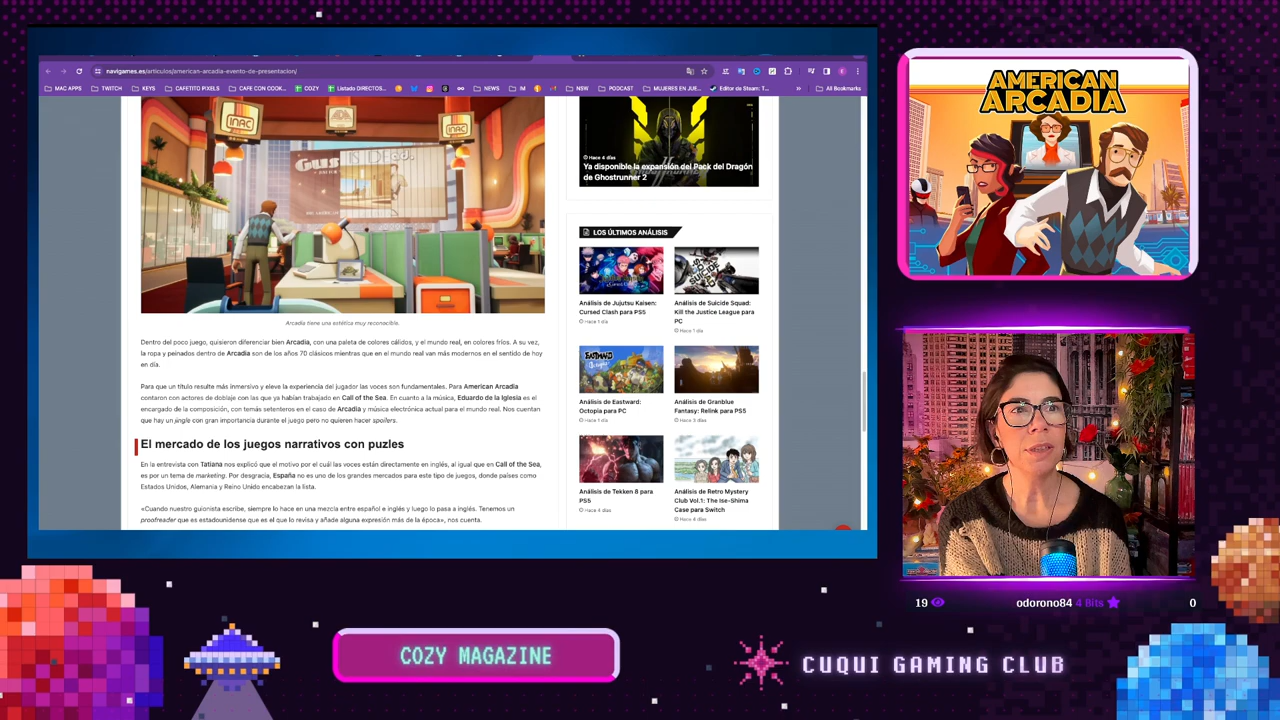 navigames.es/articulos/american-arcadia-evento-de-presentacion/
MAC APPS
TWITCH
KEYS
CAFETITO PIXELS
CAFE CON COOK...
COZY
Listado DIRECTOS...
NEWS
IM
NSW
PODCAST
MUJERES EN JUE...
Editor de Steam: T...
»
All Bookmarks
INAC
INAC
INAC
Arcadia tiene una estética muy reconocible.
Dentro del poco juego, quisieron diferenciar bien Arcadia, con una paleta de colores cálidos, y el mundo real, en colores fríos. A su vez,
la ropa y peinados dentro de Arcadia son de los años 70 clásicos mientras que en el mundo real van más modernos en el sentido de hoy
en día.
Para que un título resulte más inmersivo y eleve la experiencia del jugador las voces son fundamentales. Para American Arcadia
contaron con actores de doblaje con las que ya habían trabajado en Call of the Sea. En cuanto a la música, Eduardo de la Iglesia es el
encargado de la composición, con temás setenteros en el caso de Arcadia y música electrónica actual para el mundo real. Nos cuentan
que hay un jingle con gran importancia durante el juego pero no quieren hacer spoilers.
El mercado de los juegos narrativos con puzles
En la entrevista con Tatiana nos explicó que el motivo por el cuál las voces están directamente en inglés, al igual que en Call of the Sea,
es por un tema de marketing. Por desgracia, España no es uno de los grandes mercados para este tipo de juegos, donde países como
Estados Unidos, Alemania y Reino Unido encabezan la lista.
«Cuando nuestro guionista escribe, siempre lo hace en una mezcla entre español e inglés y luego lo pasa a inglés. Tenemos un
proofreader que es estadounidense que es el que lo revisa y añade alguna expresión más de la época», nos cuenta.
Hace 4 días
Ya disponible la expansión del Pack del Dragón
de Ghostrunner 2
LOS ÚLTIMOS ANÁLISIS
Análisis de Jujutsu Kaisen:
Cursed Clash para PS5
Hace 1 día
Análisis de Suicide Squad:
Kill the Justice League para
PC
Hace 1 día
Análisis de Eastward:
Octopia para PC
Hace 1 día
Análisis de Granblue
Fantasy: Relink para PS5
Hace 3 días
Análisis de Tekken 8 para
PS5
Hace 4 días
Análisis de Retro Mystery
Club Vol.1: The Ise-Shima
Case para Switch
Hace 4 días
AMERICAN
ARCADIA
19
odorono84 4 Bits
0
COZY MAGAZINE
CUQUI GAMING CLUB